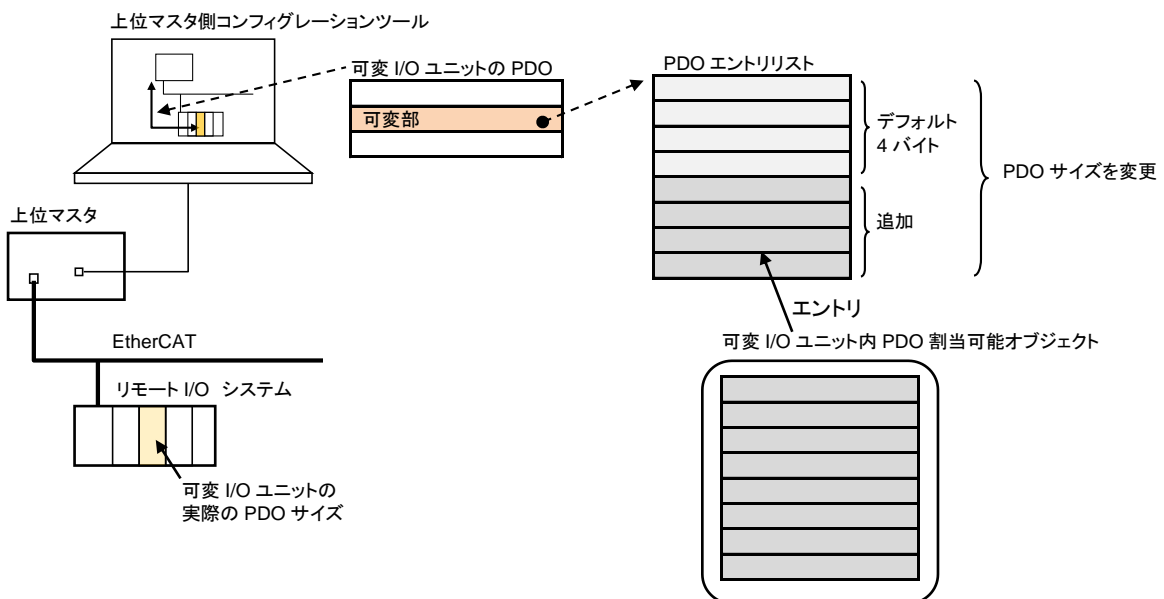 上位マスタ側コンフィグレーションツール
可変 I/O ユニットの PDO
可変部
PDO エントリリスト
デフォルト
4 バイト
PDO サイズを変更
追加
エントリ
可変 I/O ユニット内 PDO 割当可能オブジェクト
上位マスタ
EtherCAT
リモート I/O システム
可変 I/O ユニットの
実際の PDO サイズ